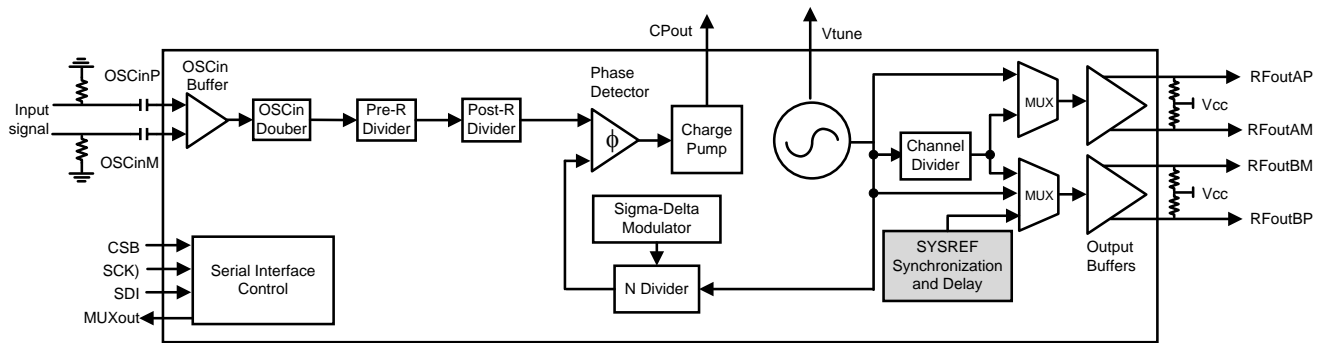 CPout
Vtune
OSCinP
OSCin
Buffer
Phase
Detector
RFoutAP
Input
signal
OSCin
Douber
Pre-R
Divider
Post-R
Divider
ϕ
Charge
Pump
MUX
Vcc
RFoutAM
OSCinM
Channel
Divider
RFoutBM
MUX
Vcc
Sigma-Delta
Modulator
RFoutBP
CSB
SCK)
SDI
MUXout
Serial Interface
Control
N Divider
SYSREF
Synchronization
and Delay
Output
Buffers